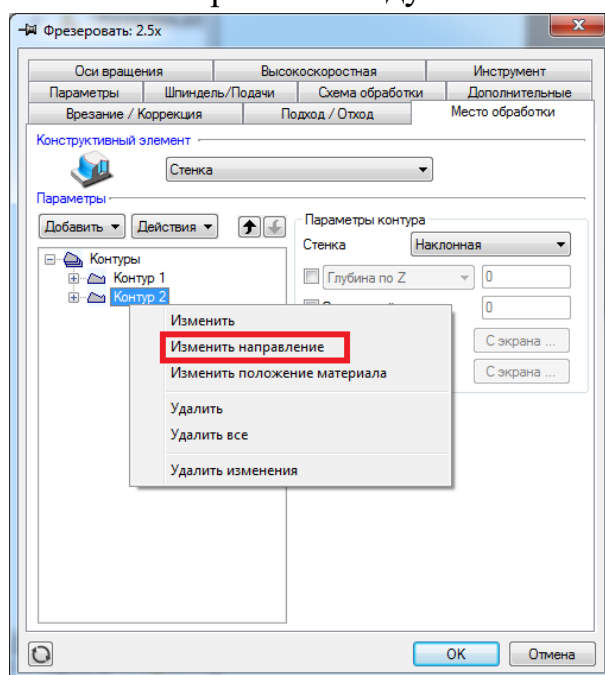 Фрезеровать: 2.5x
Оси вращения Высокоскоростная Инструмент
Параметры Шпиндель/Подачи Схема обработки Дополнительные
Врезание / Коррекция Подход / Отход Место обработки
Конструктивный элемент
Стенка
Параметры
Добавить Действия
Контуры
Контур 1
Контур 2
Параметры контура
Стенка Наклонная
Глубина по Z 0
0
С экрана ...
С экрана ...
Изменить
Изменить направление
Изменить положение материала
Удалить
Удалить все
Удалить изменения
OK Отмена